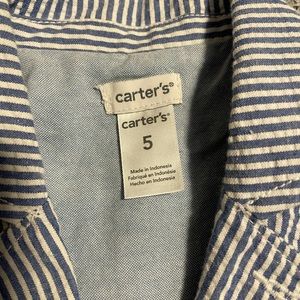 carter's®
carter's®
5
Made in Indonesia
Fabriqué en Indonésie
Hecho en Indonesia